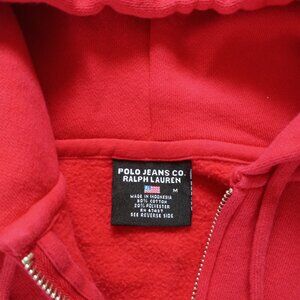 POLO JEANS CO.
RALPH LAUREN
M
MADE IN INDONESIA
80% COTTON
20% POLYESTER
SEE REVERSE SIDE